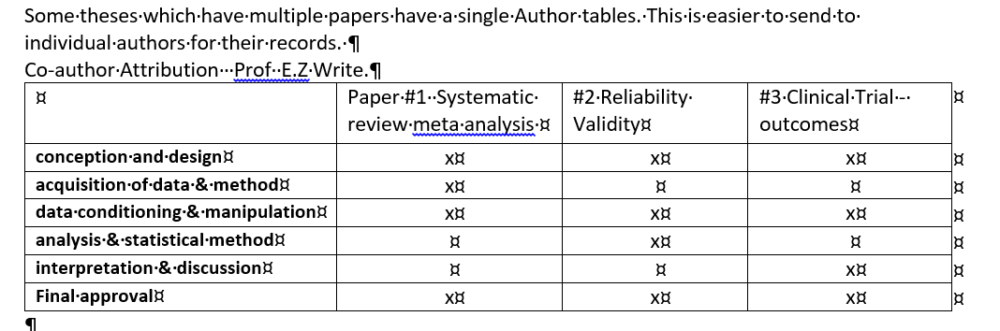 Some theses which have multiple papers have a single Author tables. This is easier to send to
individual authors for their records. ¶
Co-author Attribution   Prof  E.Z Write.¶
¤ Paper #1  Systematic review meta analysis ¤ #2 Reliability Validity¤ #3 Clinical Trial – outcomes¤ ¤
conception and design¤ x¤ x¤ x¤ ¤
acquisition of data & method¤ x¤ ¤ ¤ ¤
data conditioning & manipulation¤ x¤ x¤ x¤ ¤
analysis & statistical method¤ ¤ x¤ ¤ ¤
interpretation & discussion¤ ¤ ¤ x¤ ¤
Final approval¤ x¤ x¤ x¤ ¤
¶